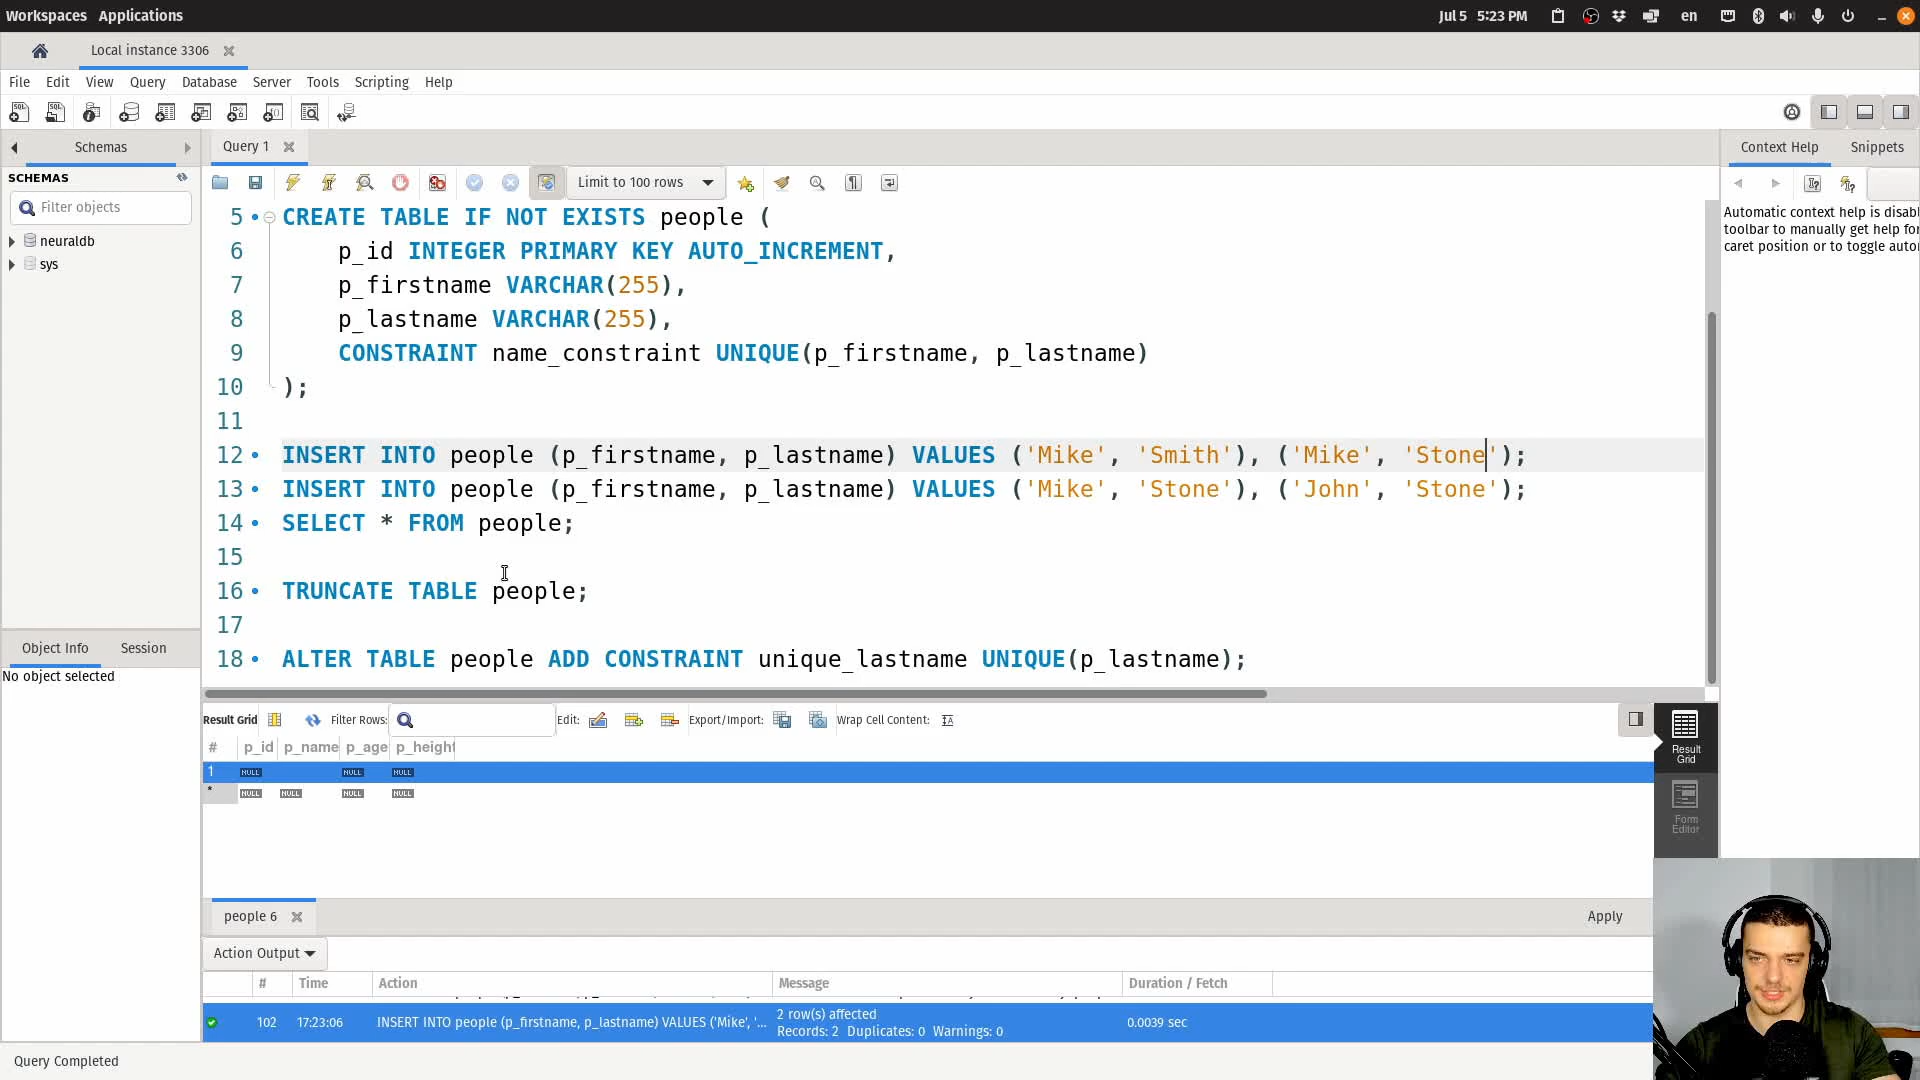 Workspaces Applications Jul 5 5:23 PM en
Local instance 3306
File Edit View Query Database Server Tools Scripting Help
Schemas
Query 1
Context Help Snippets
SCHEMAS
Limit to 100 rows
Filter objects
neuraldb
sys
Automatic context help is disabl
toolbar to manually get help for
caret position or to toggle auto
5 CREATE TABLE IF NOT EXISTS people (
6 p_id INTEGER PRIMARY KEY AUTO_INCREMENT,
7 p_firstname VARCHAR(255),
8 p_lastname VARCHAR(255),
9 CONSTRAINT name_constraint UNIQUE(p_firstname, p_lastname)
10 );
11
12 INSERT INTO people (p_firstname, p_lastname) VALUES ('Mike', 'Smith'), ('Mike', 'Stone');
13 INSERT INTO people (p_firstname, p_lastname) VALUES ('Mike', 'Stone'), ('John', 'Stone');
14 SELECT * FROM people;
15
16 TRUNCATE TABLE people;
17
18 ALTER TABLE people ADD CONSTRAINT unique_lastname UNIQUE(p_lastname);
Object Info Session
No object selected
Result Grid Filter Rows: Edit: Export/Import: Wrap Cell Content:
# p_id p_name p_age p_height
1 NULL NULL NULL
* NULL NULL NULL NULL
Result
Grid
Form
Editor
people 6
Apply
Action Output
# Time Action Message Duration / Fetch
102 17:23:06 INSERT INTO people (p_firstname, p_lastname) VALUES ('Mike', '... 2 row(s) affected
Records: 2 Duplicates: 0 Warnings: 0 0.0039 sec
Query Completed